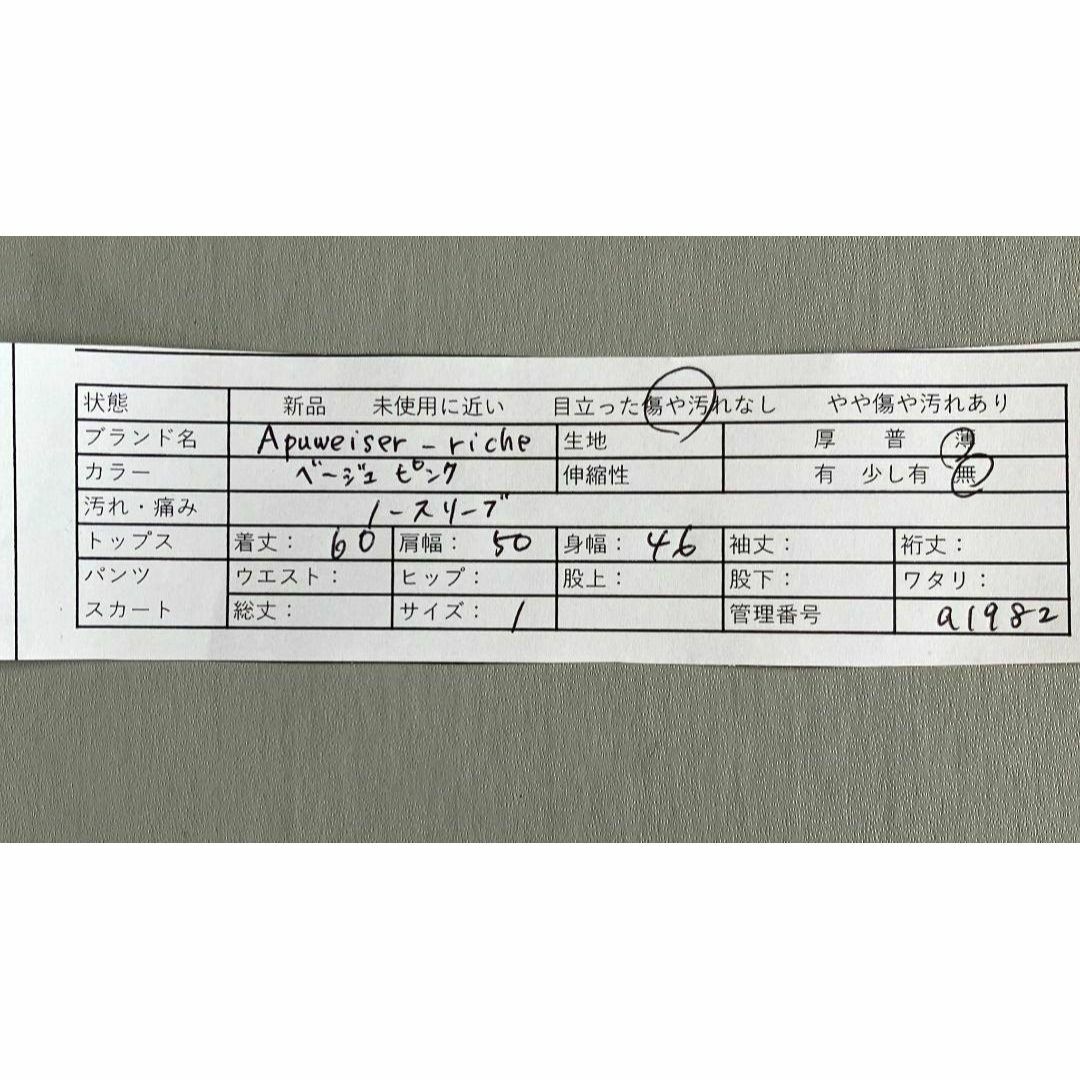 状態 新品 未使用に近い 目立った傷や汚れなし やや傷や汚れあり
ブランド名 Apuweiser-riche 生地 厚 普 薄
カラー ベージュピンク 伸縮性 有 少し有 無
汚れ・痛み ノースリーブ
トップス 着丈： 60 肩幅： 50 身幅： 46 袖丈： 裄丈：
パンツ ウエスト： ヒップ： 股上： 股下： ワタリ：
スカート 総丈： サイズ： 1 管理番号 a1982